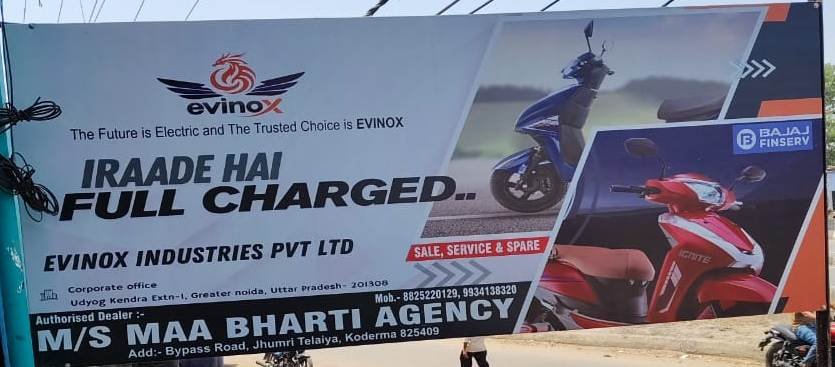 evinox
The Future is Electric and The Trusted Choice is EVINOX
IRAADE HAI
FULL CHARGED..
EVINOX INDUSTRIES PVT LTD
SALE, SERVICE & SPARE
Corporate office
Udyog Kendra Extn-I, Greater noida, Uttar Pradesh- 201308
Mob.- 8825220129, 9934138320
Authorised Dealer :-
M/S MAA BHARTI AGENCY
Add:- Bypass Road, Jhumri Telaiya, Koderma 825409
BAJAJ
FINSERV
IGNITE